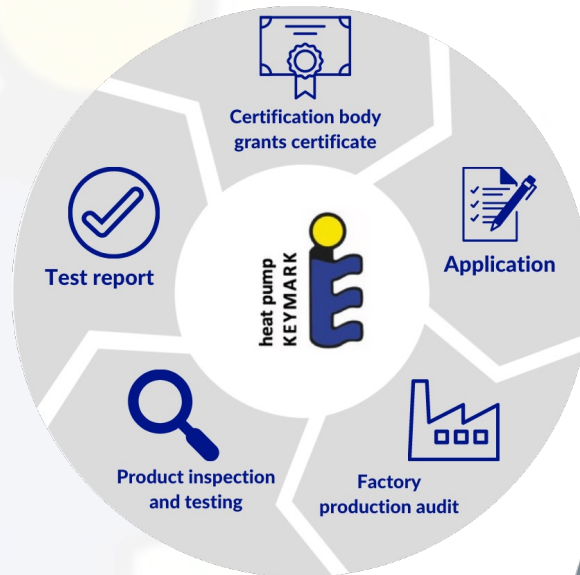 Certification body
grants certificate
Application
Factory
production audit
Product inspection
and testing
Test report
heat pump
KEYMARK